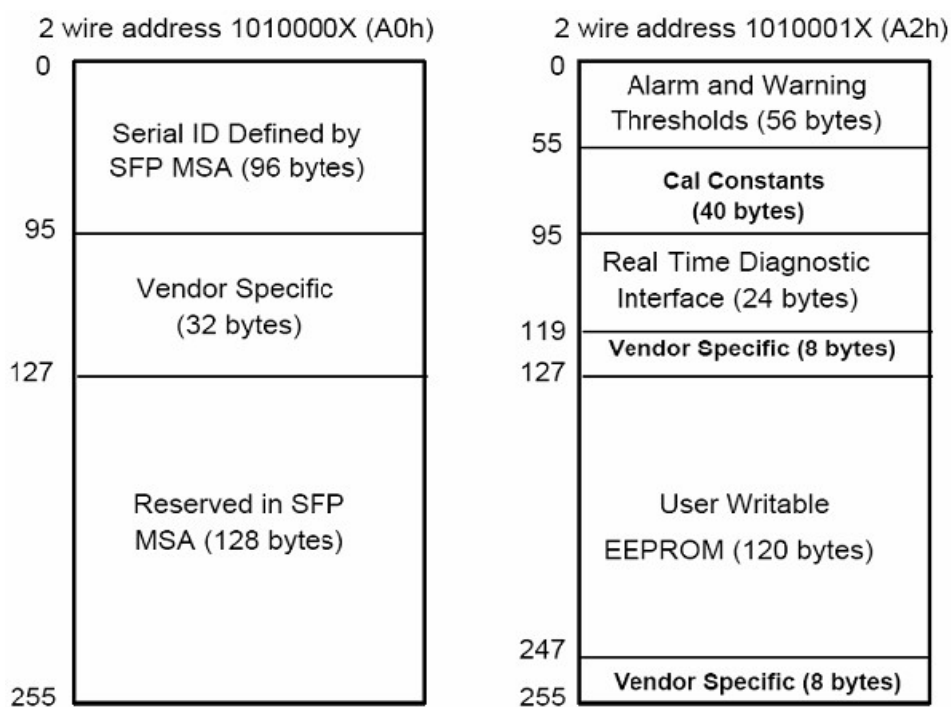 2 wire address 1010000X (A0h)
0
Serial ID Defined by
SFP MSA (96 bytes)
95
Vendor Specific
(32 bytes)
127
Reserved in SFP
MSA (128 bytes)
255
2 wire address 1010001X (A2h)
0
Alarm and Warning
Thresholds (56 bytes)
55
Cal Constants
(40 bytes)
95
Real Time Diagnostic
Interface (24 bytes)
119
Vendor Specific (8 bytes)
127
User Writable
EEPROM (120 bytes)
247
Vendor Specific (8 bytes)
255